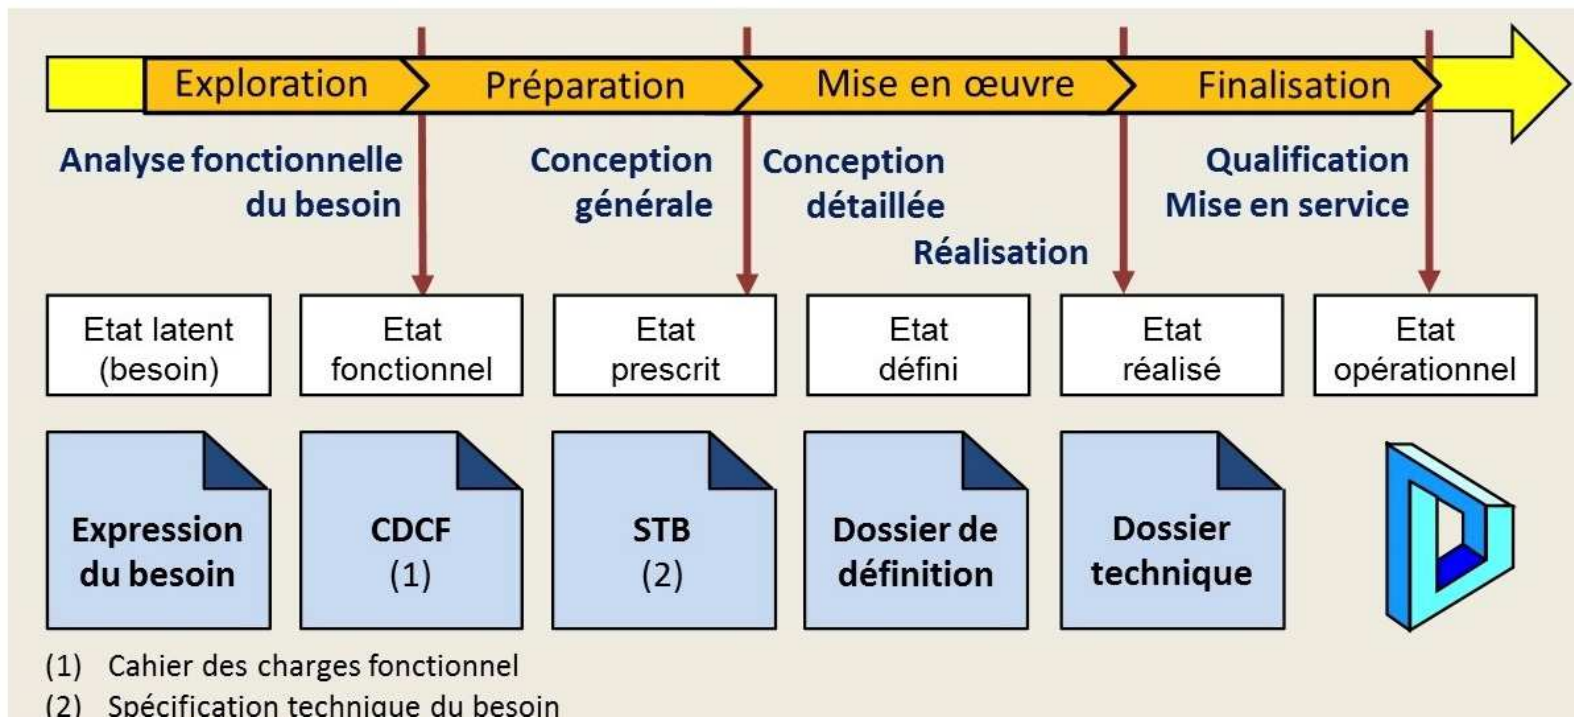 Exploration
Préparation
Mise en œuvre
Finalisation
Analyse fonctionnelle
du besoin
Conception
générale
Conception
détaillée
Réalisation
Qualification
Mise en service
Etat latent
(besoin)
Etat
fonctionnel
Etat
prescrit
Etat
défini
Etat
réalisé
Etat
opérationnel
Expression
du besoin
CDCF
(1)
STB
(2)
Dossier de
définition
Dossier
technique
(1) Cahier des charges fonctionnel
(2) Spécification technique du besoin